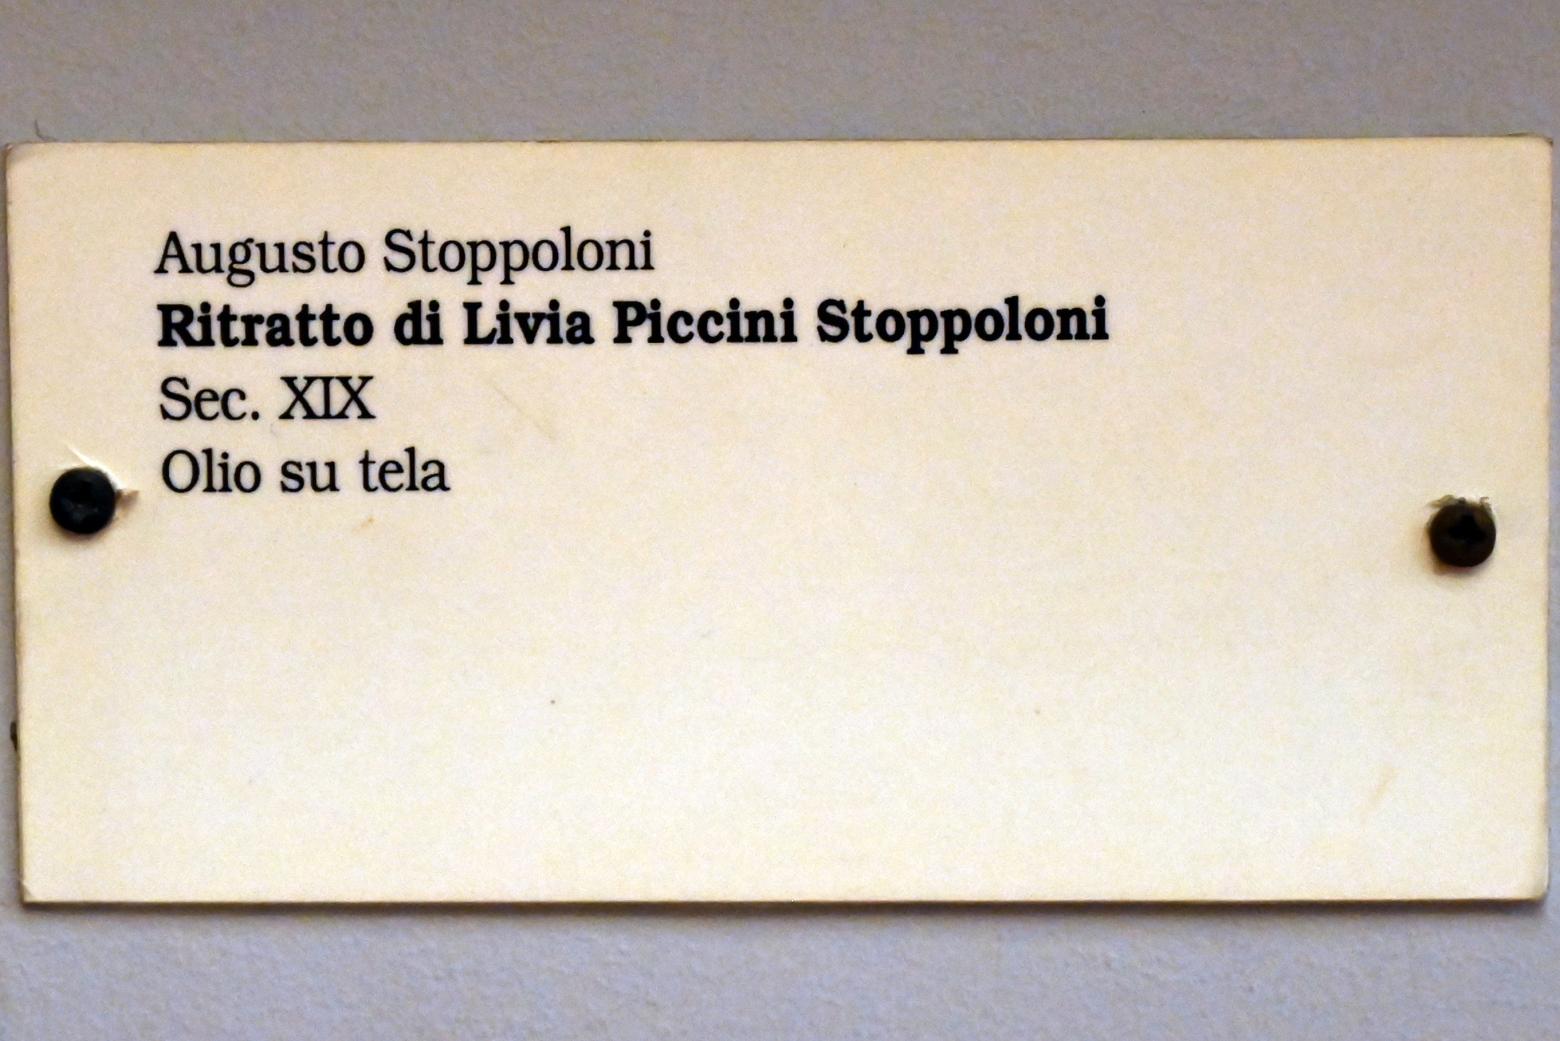 Augusto Stoppoloni
Ritratto di Livia Piccini Stoppoloni
Sec. XIX
Olio su tela